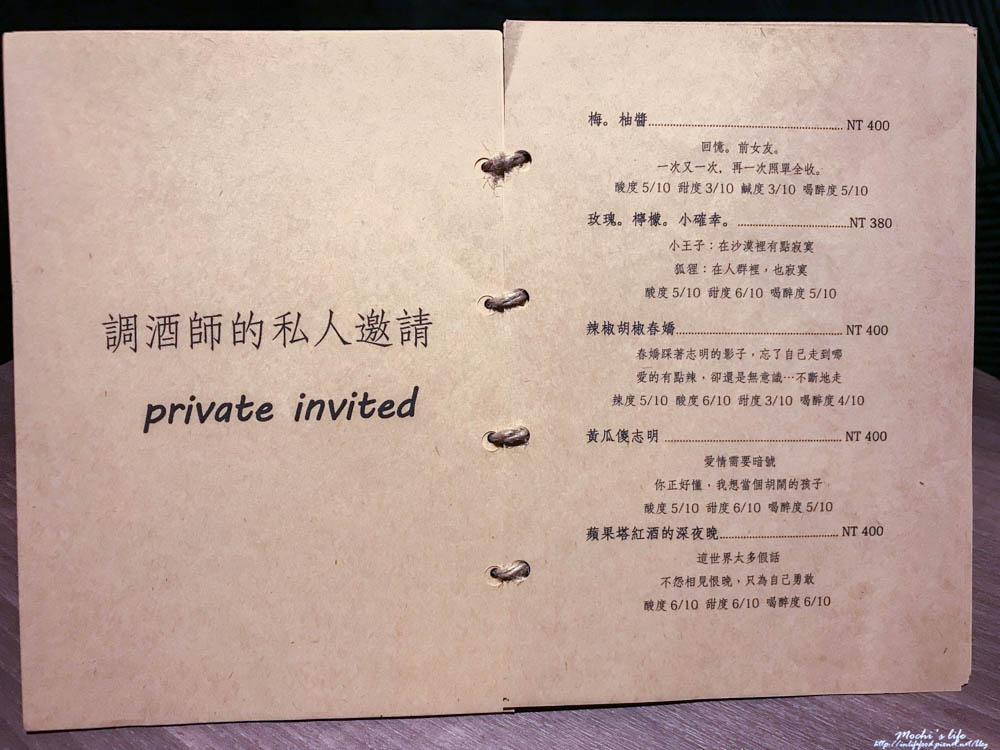 調酒師的私人邀請
private invited
梅。柚醬 NT 400
回憶。前女友。
一次又一次，再一次照單全收。
酸度 5/10 甜度 3/10 鹹度 3/10 喝醉度 5/10
玫瑰。檸檬。小確幸。 NT 380
小王子：在沙漠裡有點寂寞
狐狸：在人群裡，也寂寞
酸度 5/10 甜度 6/10 喝醉度 5/10
辣椒胡椒春嬌 NT 400
春嬌踩著志明的影子，忘了自己走到哪
愛的有點辣，卻還是無意識…不斷地走
辣度 5/10 酸度 6/10 甜度 3/10 喝醉度 4/10
黃瓜傻志明 NT 400
愛情需要暗號
你正好懂，我想當個胡鬧的孩子
酸度 5/10 甜度 6/10 喝醉度 5/10
蘋果塔紅酒的深夜晚 NT 400
這世界太多假話
不怨相見恨晚，只為自己勇敢
酸度 6/10 甜度 6/10 喝醉度 6/10
Mochi's life